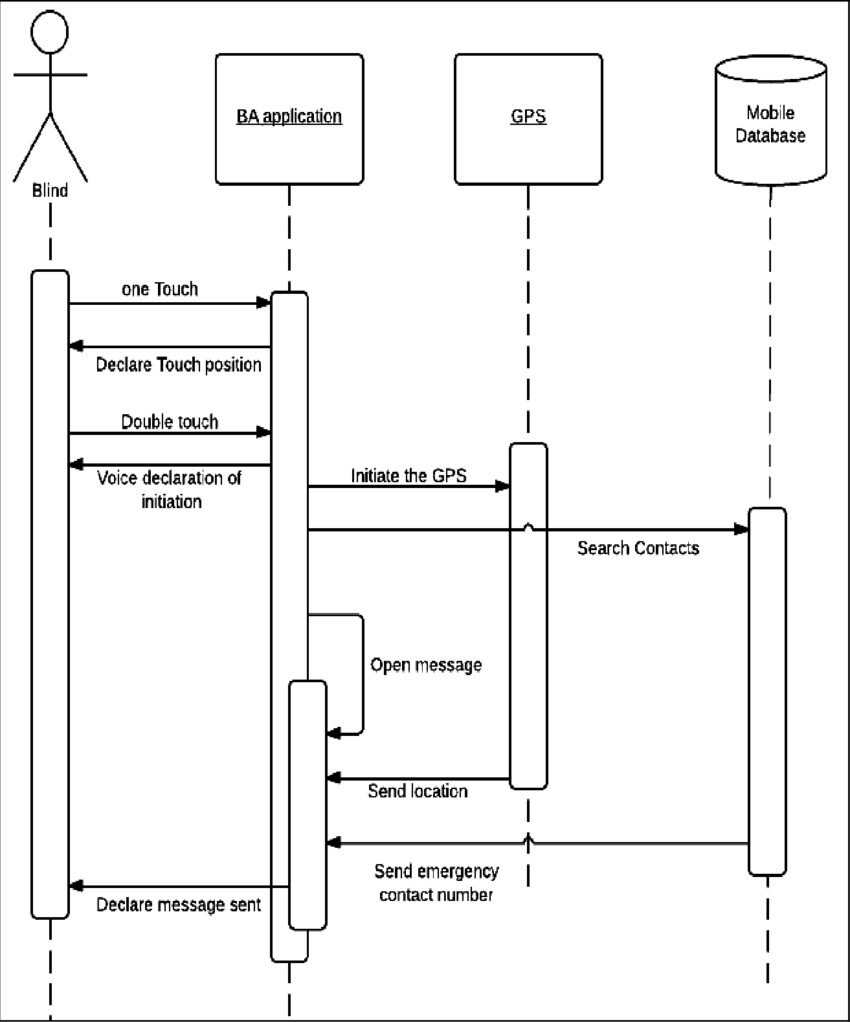 Blind
BA application
GPS
Mobile
Database
one Touch
Declare Touch position
Double touch
Voice declaration of
initiation
Initiate the GPS
Search Contacts
Open message
Send location
Send emergency
contact number
Declare message sent